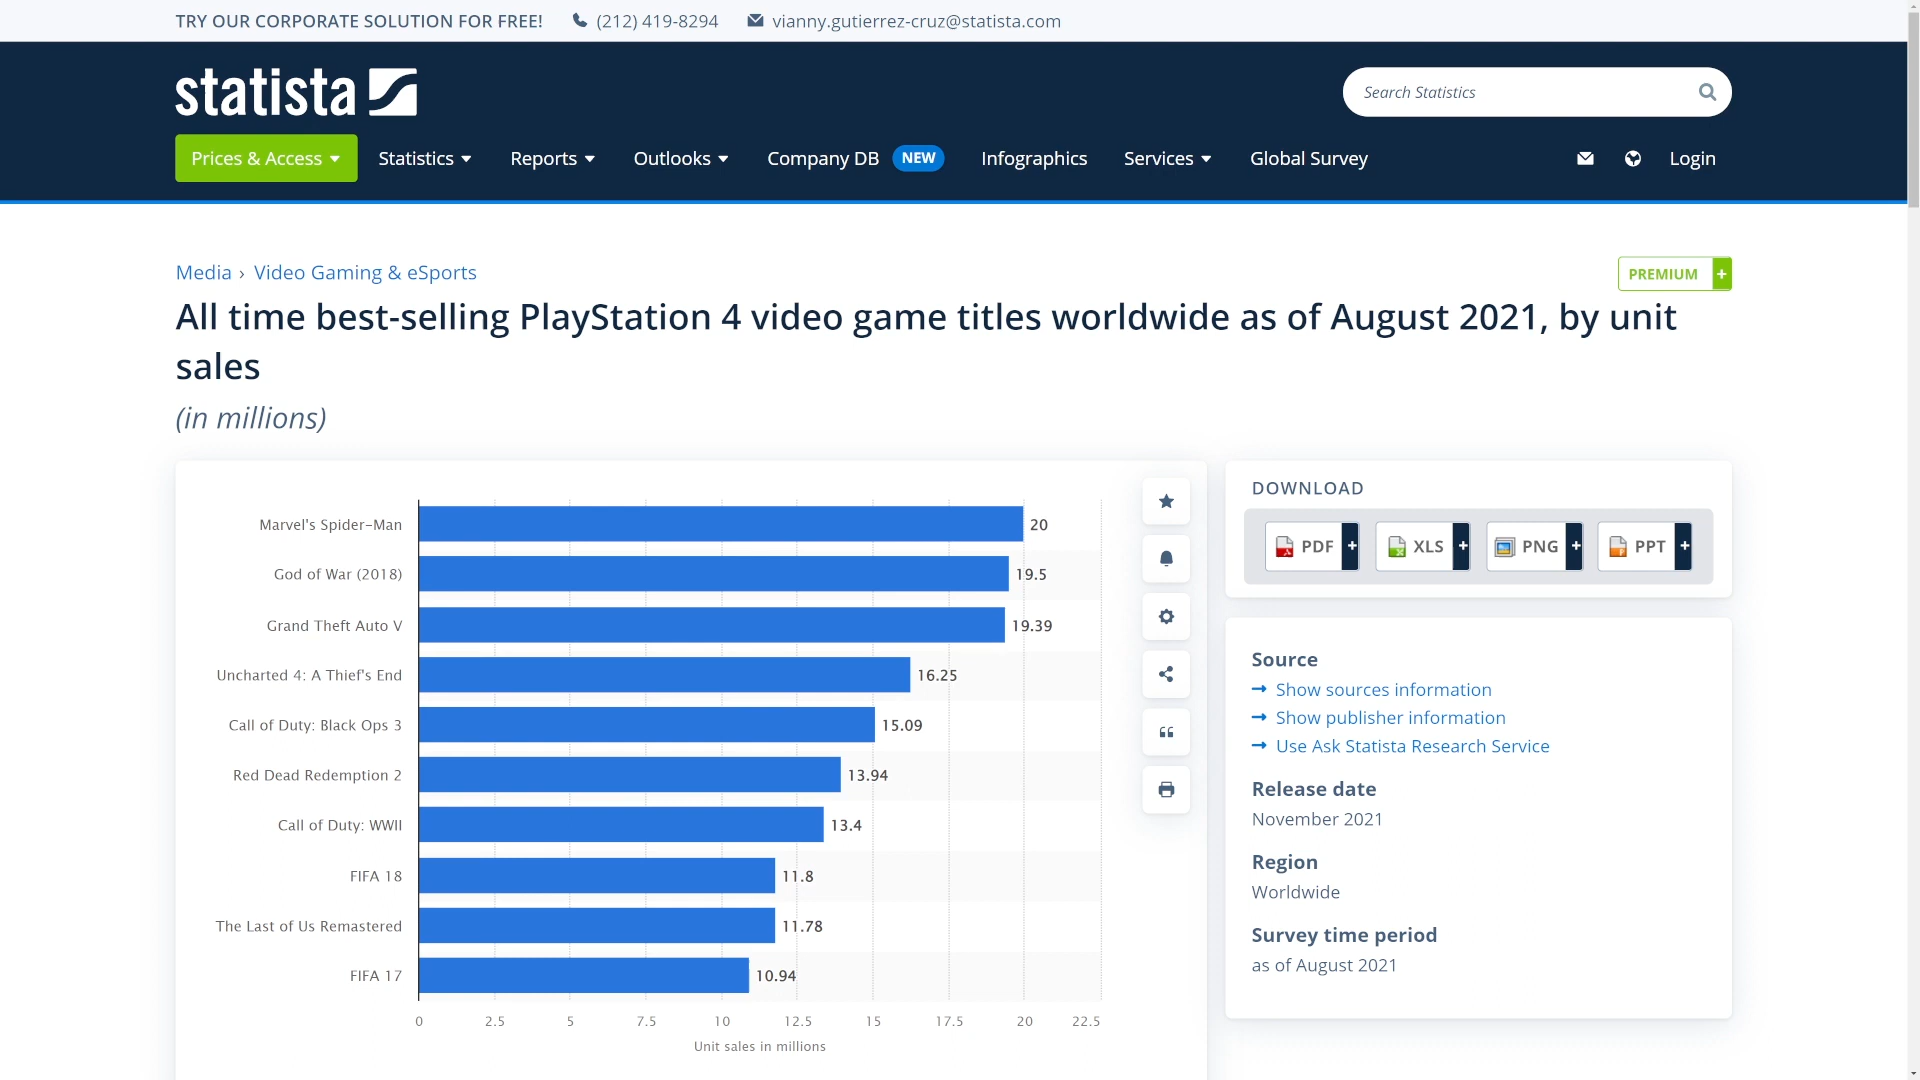 TRY OUR CORPORATE SOLUTION FOR FREE! (212) 419-8294 vianny.gutierrez-cruz@statista.com
statista
Search Statistics
Prices & Access Statistics Reports Outlooks Company DB NEW Infographics Services Global Survey Login
Media › Video Gaming & eSports
PREMIUM +
All time best-selling PlayStation 4 video game titles worldwide as of August 2021, by unit
sales
(in millions)
Marvel's Spider-Man 20
God of War (2018) 19.5
Grand Theft Auto V 19.39
Uncharted 4: A Thief's End 16.25
Call of Duty: Black Ops 3 15.09
Red Dead Redemption 2 13.94
Call of Duty: WWII 13.4
FIFA 18 11.8
The Last of Us Remastered 11.78
FIFA 17 10.94
0 2.5 5 7.5 10 12.5 15 17.5 20 22.5
Unit sales in millions
DOWNLOAD
PDF + XLS + PNG + PPT +
Source
→ Show sources information
→ Show publisher information
→ Use Ask Statista Research Service
Release date
November 2021
Region
Worldwide
Survey time period
as of August 2021